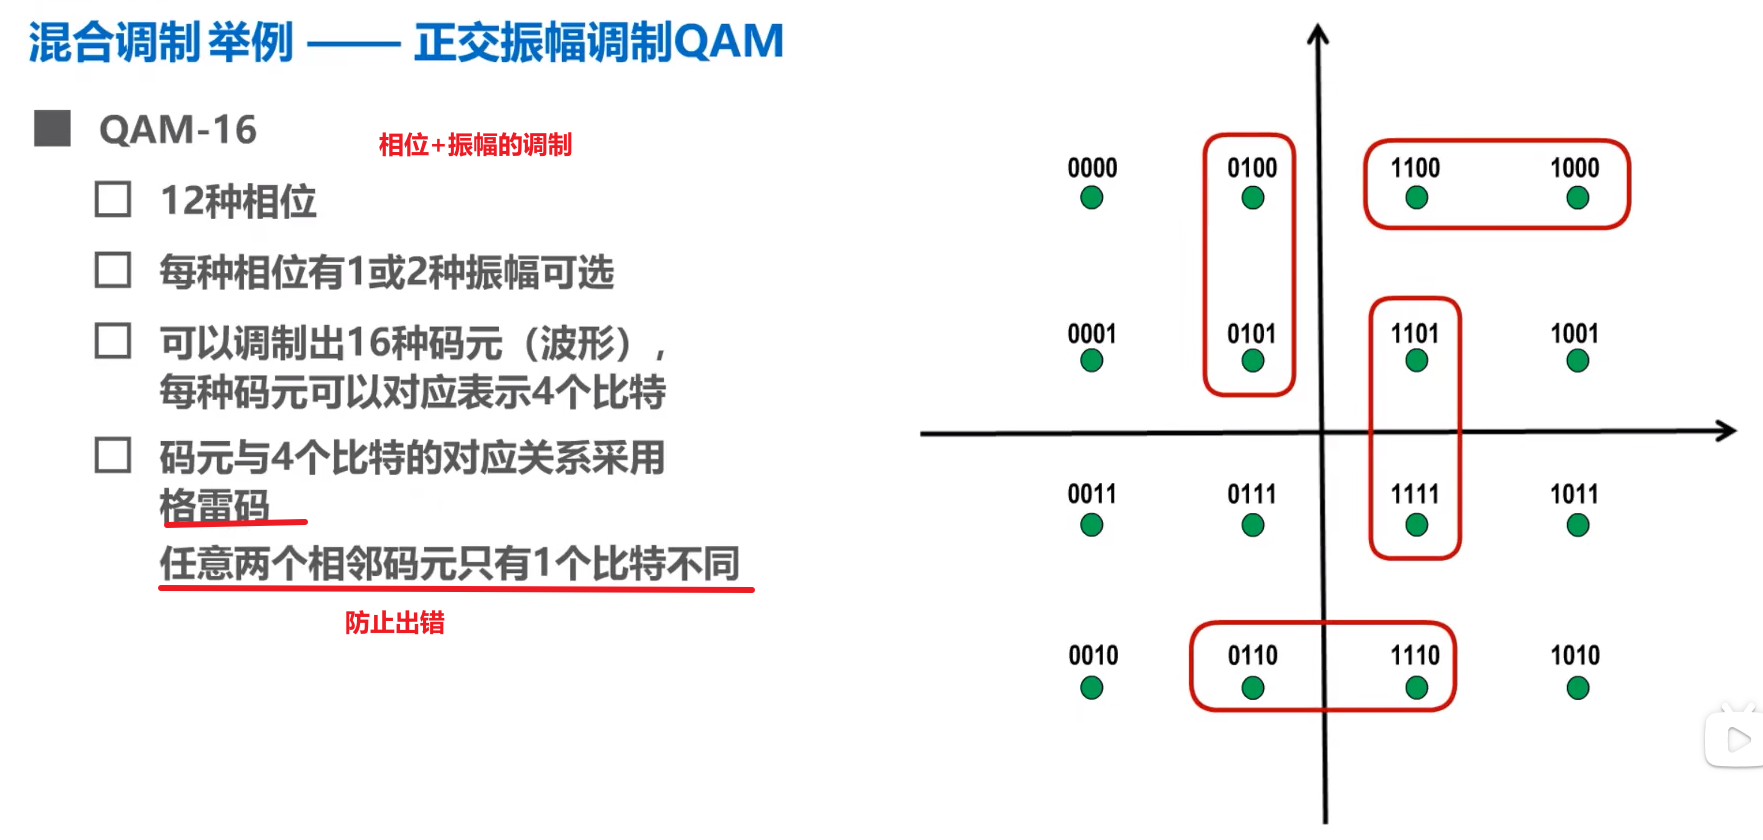 混合调制 举例 —— 正交振幅调制QAM
QAM-16
相位+振幅的调制
12种相位
每种相位有1或2种振幅可选
可以调制出16种码元（波形），
每种码元可以对应表示4个比特
码元与4个比特的对应关系采用
格雷码
任意两个相邻码元只有1个比特不同
防止出错
0000 0100 1100 1000
0001 0101 1101 1001
0011 0111 1111 1011
0010 0110 1110 1010